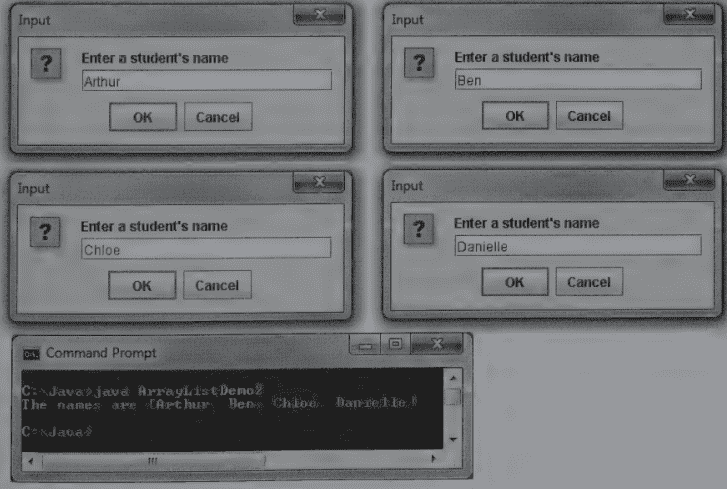 Input
Enter a student's name
Arthur
OK Cancel
Input
Enter a student's name
Ben
OK Cancel
Input
Enter a student's name
Chloe
OK Cancel
Input
Enter a student's name
Danielle
OK Cancel
Command Prompt
C:\Java>java ArrayListDemo2
The names are [Arthur, Ben, Chloe, Danielle]
C:\Java>